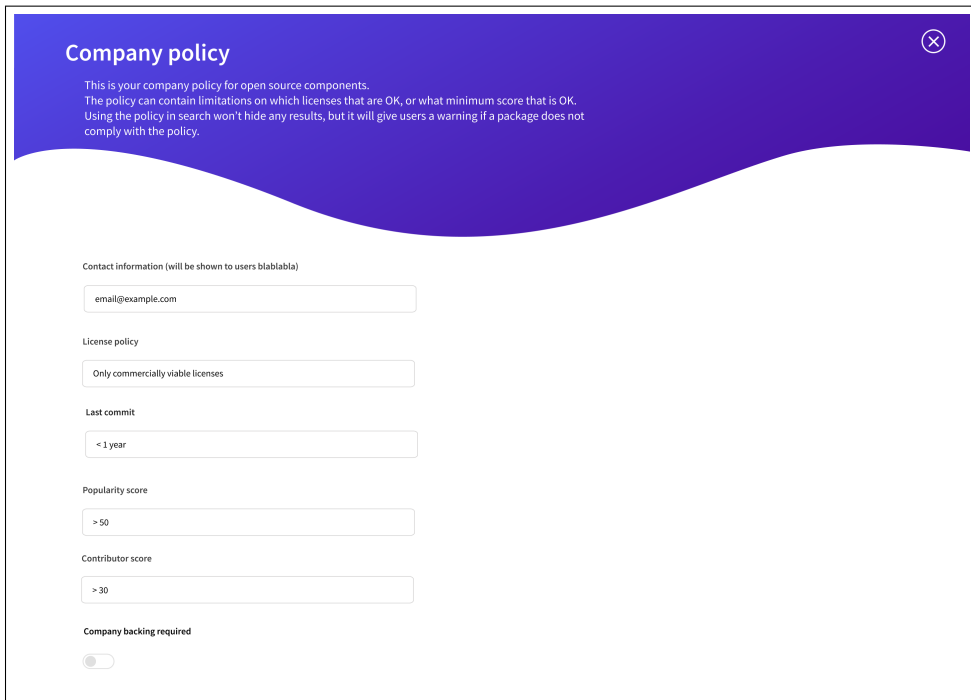 Company policy
This is your company policy for open source components.
The policy can contain limitations on which licenses that are OK, or what minimum score that is OK.
Using the policy in search won't hide any results, but it will give users a warning if a package does not
comply with the policy.
Contact information (will be shown to users blablabla)
email@example.com
License policy
Only commercially viable licenses
Last commit
< 1 year
Popularity score
> 50
Contributor score
> 30
Company backing required